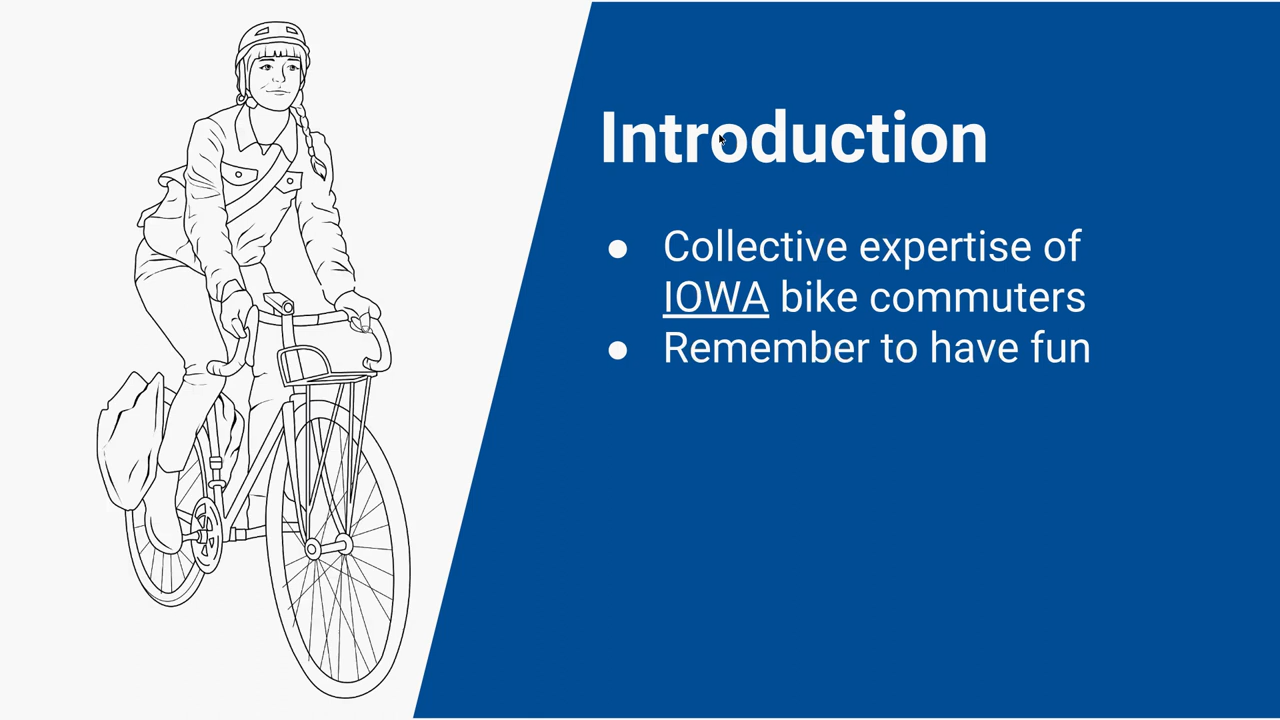 Introduction
● Collective expertise of
IOWA bike commuters
● Remember to have fun